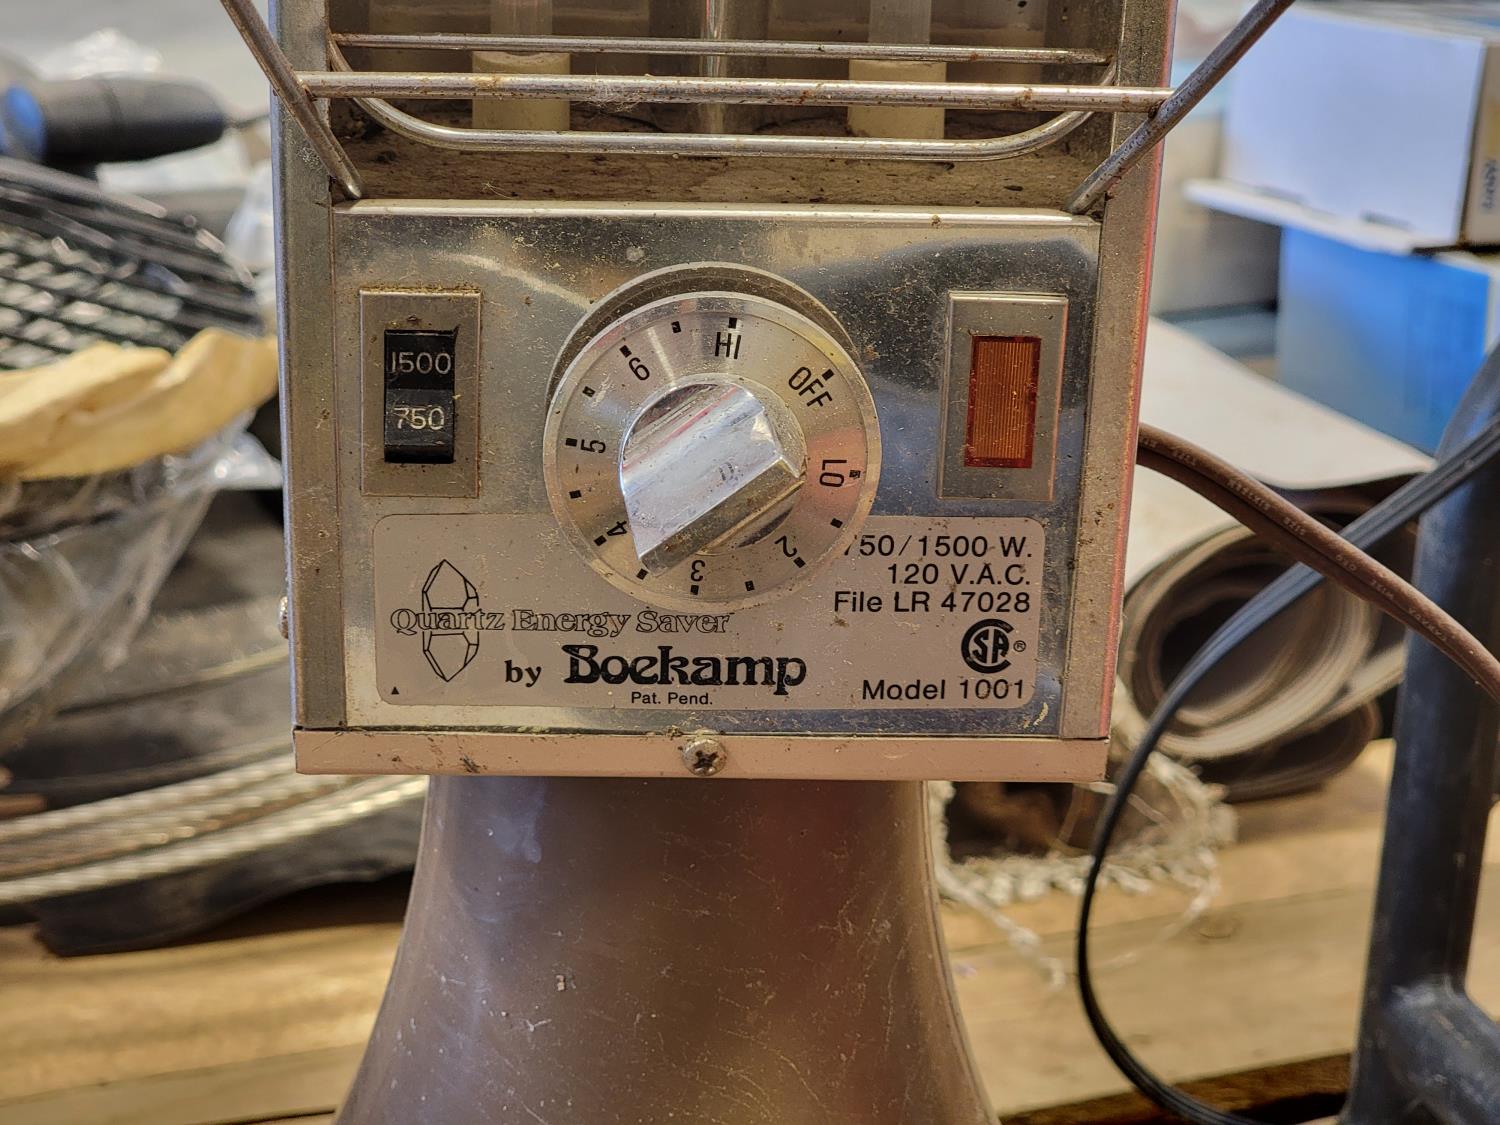 1500
750
HI
OFF
LO
2
3
4
5
6
750/1500 W.
120 V.A.C.
File LR 47028
Quartz Energy Saver
by Boekamp
Pat. Pend.
CSA ®
Model 1001